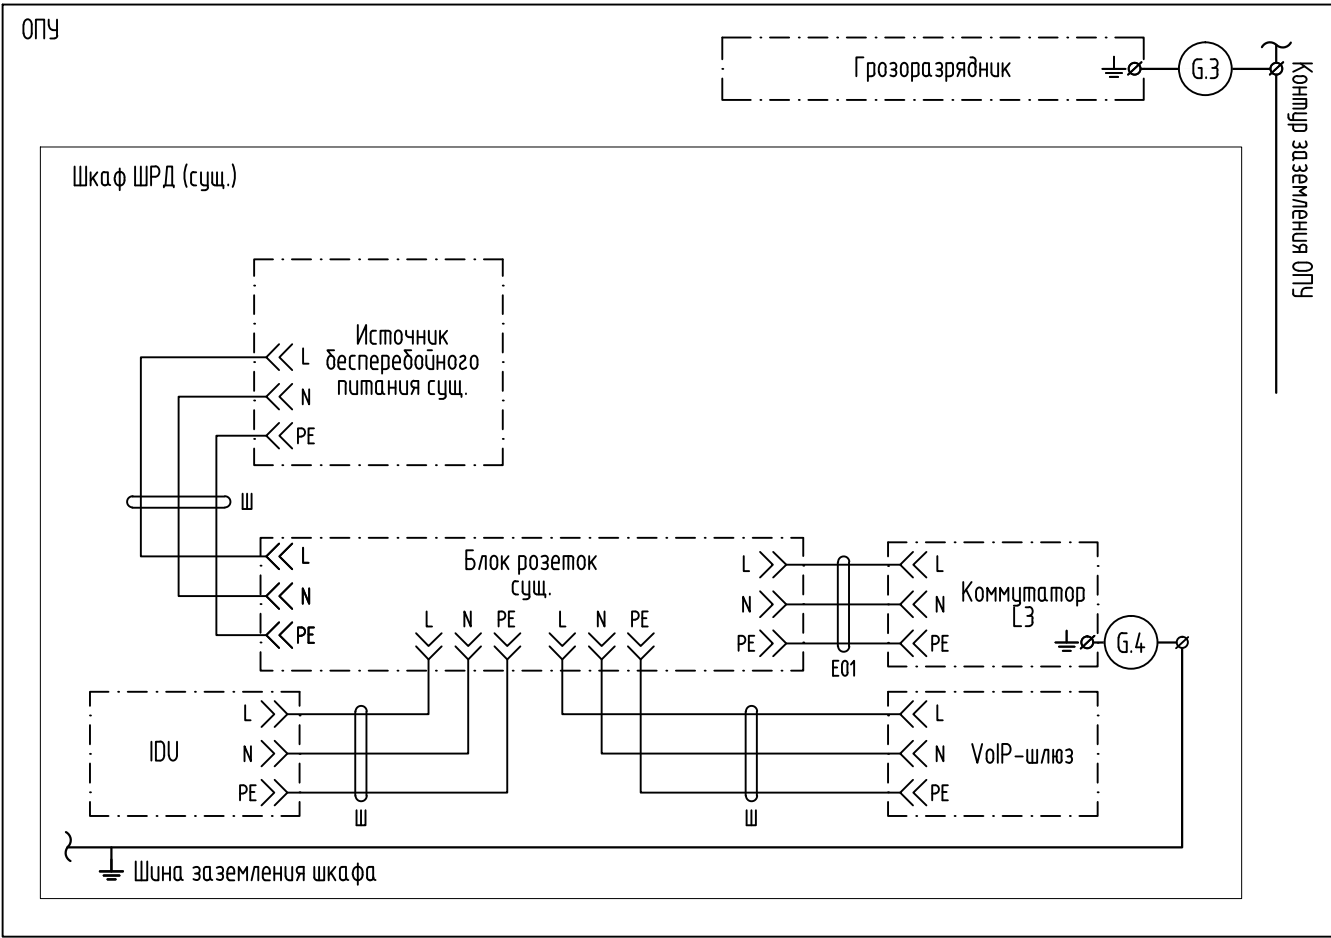 ОПУ
Грозоразрядник
G.3
Контур заземления ОПУ
Шкаф ШРД (сущ.)
Источник
бесперебойного
питания сущ.
L
N
PE
Ш
L
N
PE
Блок розеток
сущ.
L N PE L N PE
L
N
PE
E01
L
N
PE
Коммутатор
L3
G.4
IDU
L
N
PE
Ш
Ш
L
N
PE
VoIP-шлюз
Шина заземления шкафа